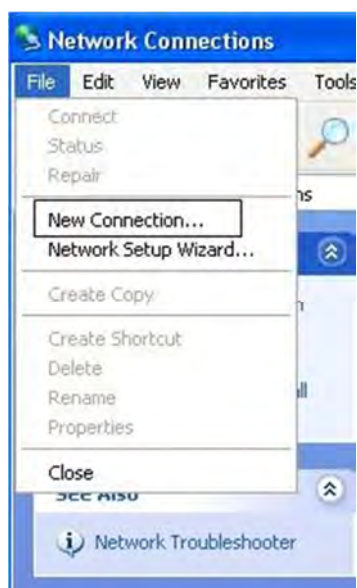 Network Connections
File Edit View Favorites Tools
Connect
Status
Repair
New Connection...
Network Setup Wizard...
Create Copy
Create Shortcut
Delete
Rename
Properties
Close
See Also
Network Troubleshooter